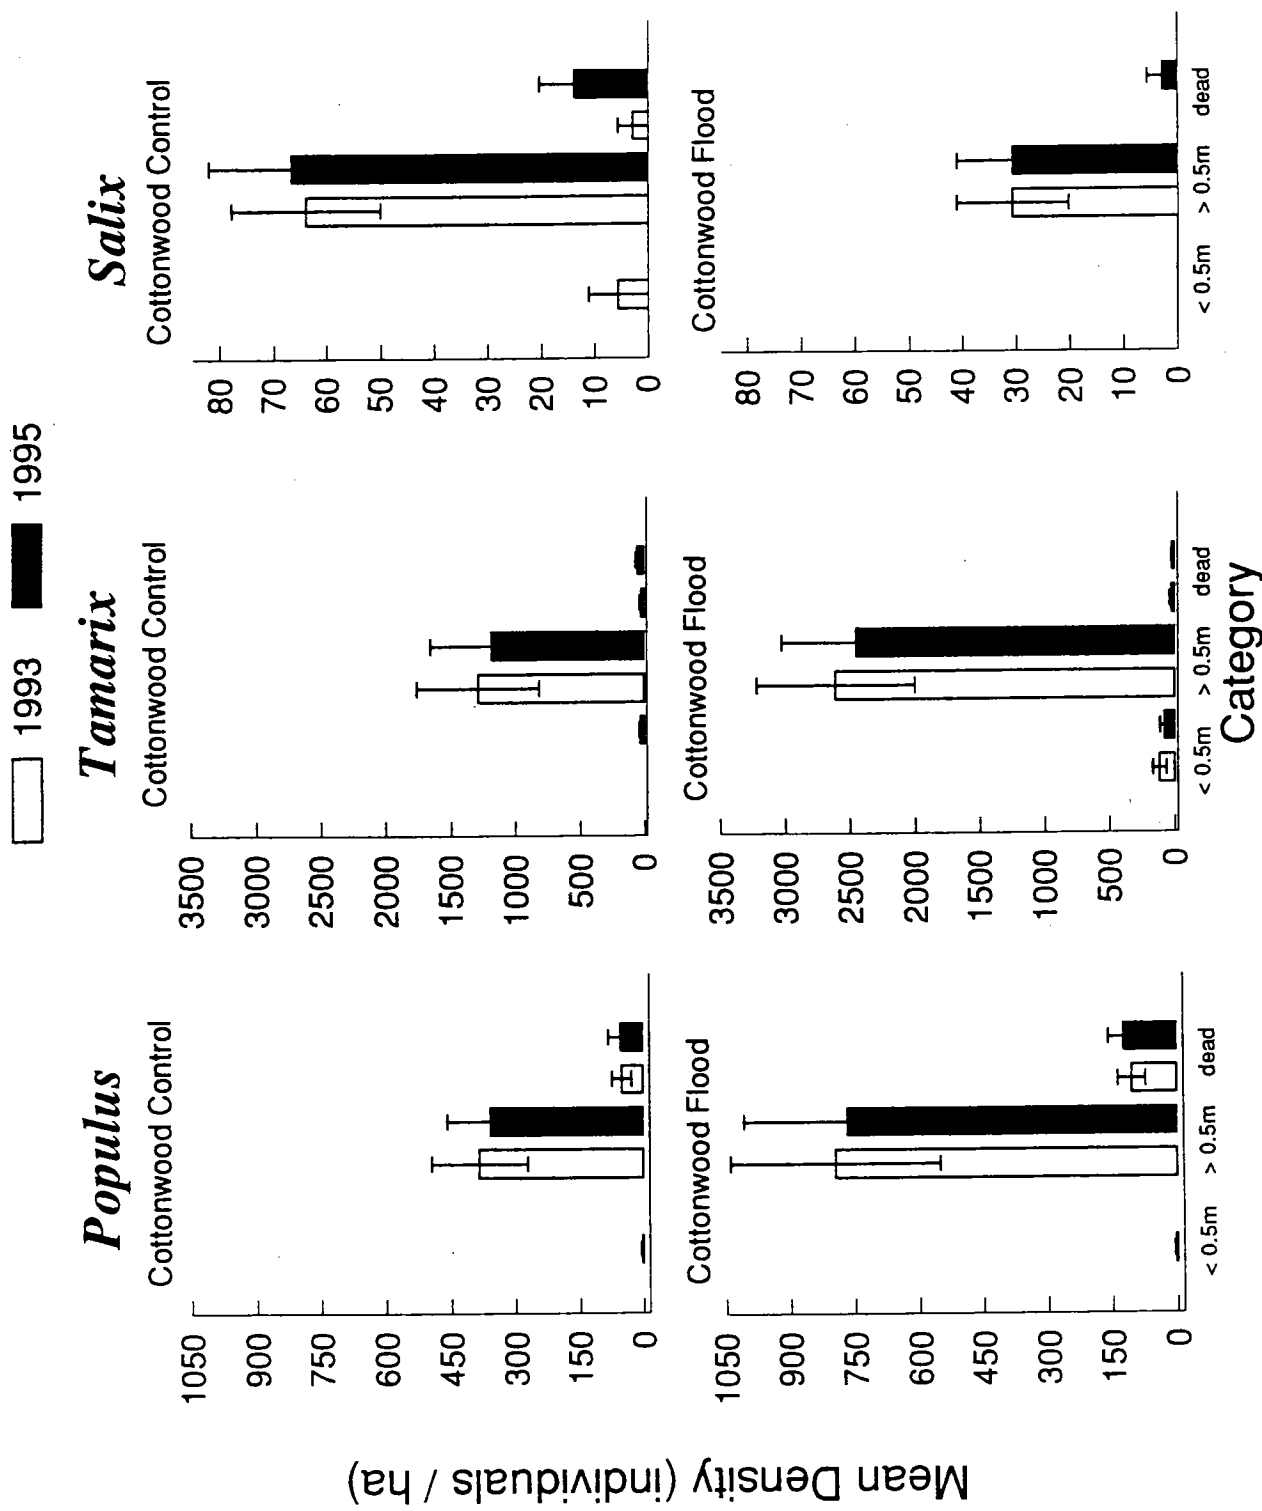 1993 1995
Populus Tamarix Salix
Cottonwood Control Cottonwood Control Cottonwood Control
1050 3500 80
900 3000 70
750 2500 60
600 2000 50
450 1500 40
300 1000 30
150 500 20
0 0 10
0
Cottonwood Flood Cottonwood Flood Cottonwood Flood
1050 3500 80
900 3000 70
750 2500 60
600 2000 50
450 1500 40
300 1000 30
150 500 20
0 0 10
0
< 0.5m > 0.5m dead < 0.5m > 0.5m dead < 0.5m > 0.5m dead
Category
Mean Density (individuals / ha)